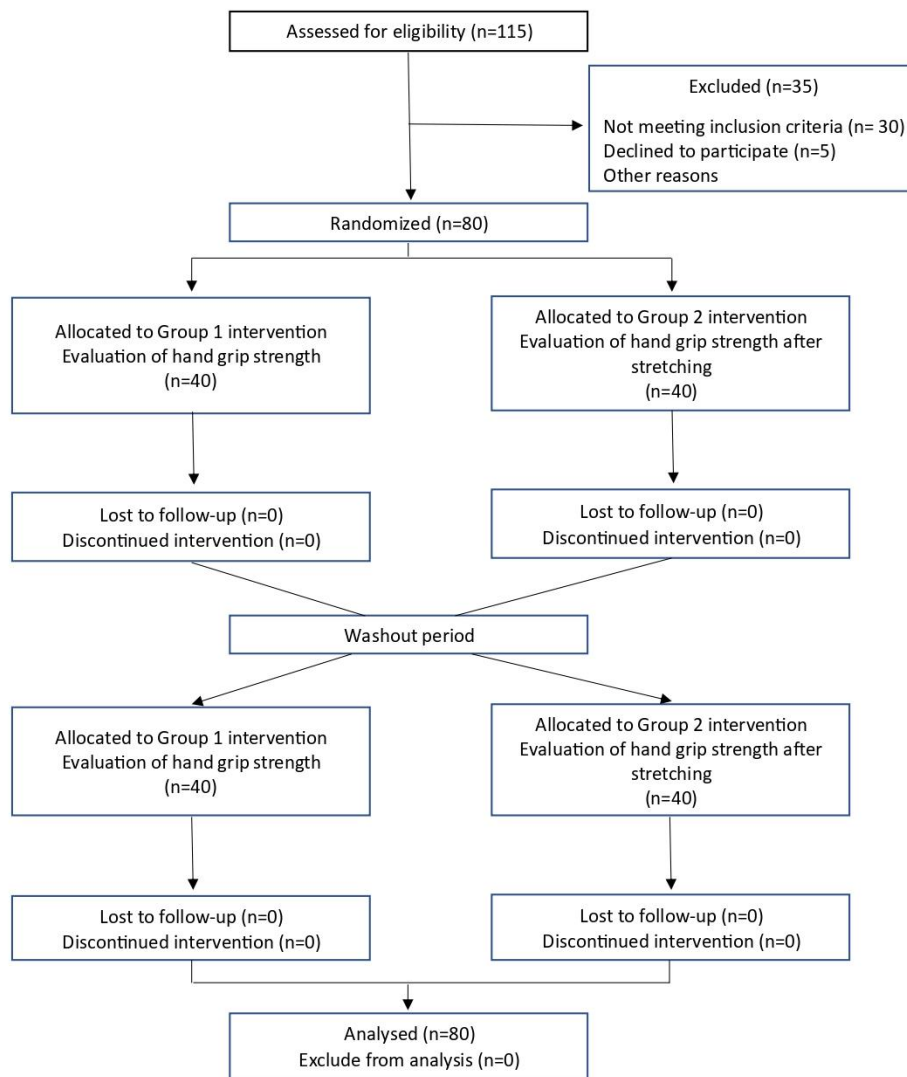 Assessed for eligibility (n=115)
Excluded (n=35)
Not meeting inclusion criteria (n= 30)
Declined to participate (n=5)
Other reasons
Randomized (n=80)
Allocated to Group 1 intervention
Evaluation of hand grip strength
(n=40)
Allocated to Group 2 intervention
Evaluation of hand grip strength after
stretching
(n=40)
Lost to follow-up (n=0)
Discontinued intervention (n=0)
Lost to follow-up (n=0)
Discontinued intervention (n=0)
Washout period
Allocated to Group 1 intervention
Evaluation of hand grip strength
(n=40)
Allocated to Group 2 intervention
Evaluation of hand grip strength after
stretching
(n=40)
Lost to follow-up (n=0)
Discontinued intervention (n=0)
Lost to follow-up (n=0)
Discontinued intervention (n=0)
Analysed (n=80)
Exclude from analysis (n=0)